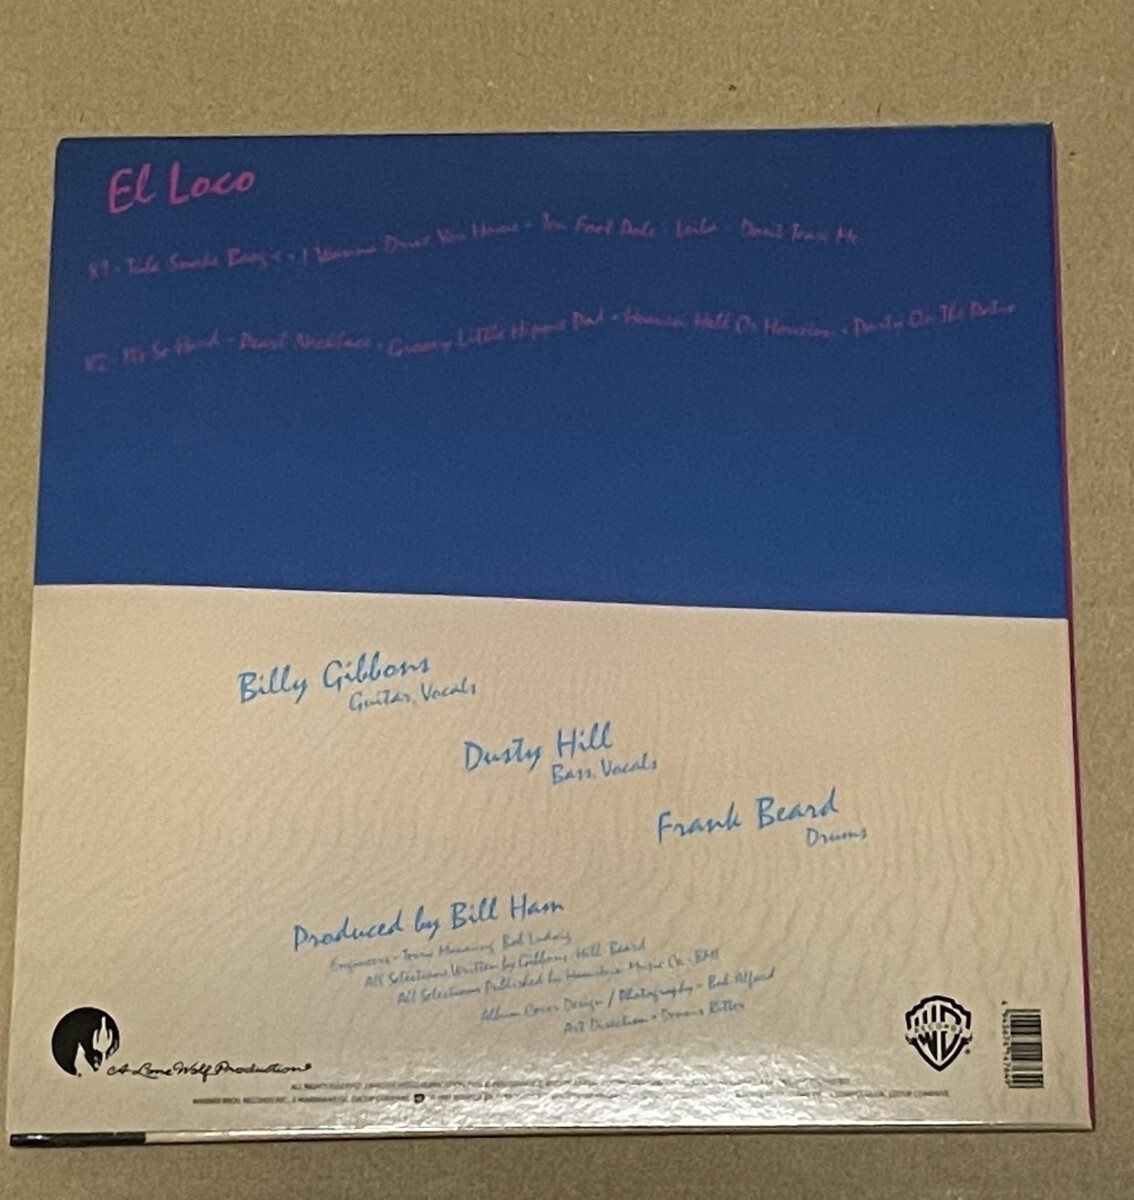 El Loco
X1 - Tube Snake Boogie - I Wanna Drive You Home - Ten Foot Pole - Leila - Don't Tease Me
X2 - It's So Hard - Pearl Necklace - Groovy Little Hippie Pad - Heaven, Hell Or Houston - Party On The Patio
Billy Gibbons
Guitar, Vocals
Dusty Hill
Bass, Vocals
Frank Beard
Drums
Produced by Bill Ham
Engineers - Terry Manning, Bob Ludwig
All Selections Written by Gibbons, Hill, Beard
All Selections Published by Hamstein Music Co. - BMI
Album Cover Design / Photography - Bob Alford
Art Direction - Dennis Ritter
A Lone Wolf Production®
RECORDS